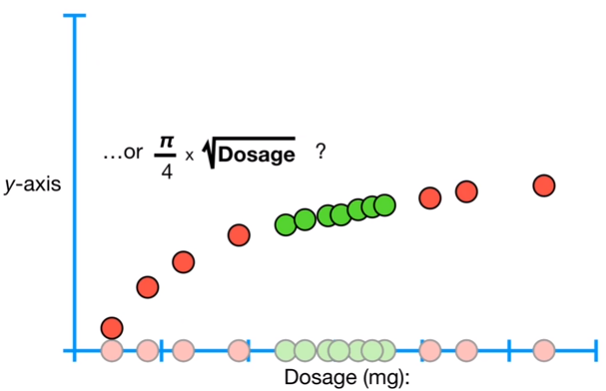 ...or π/4 x √Dosage ?
y-axis
Dosage (mg):